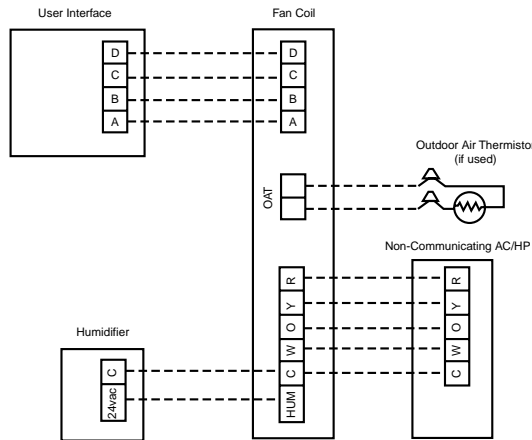 User Interface
Fan Coil
D
C
B
A
D
C
B
A
Outdoor Air Thermistor
(if used)
OAT
Non-Communicating AC/HP
R
Y
O
W
C
HUM
R
Y
O
W
C
Humidifier
C
24vac